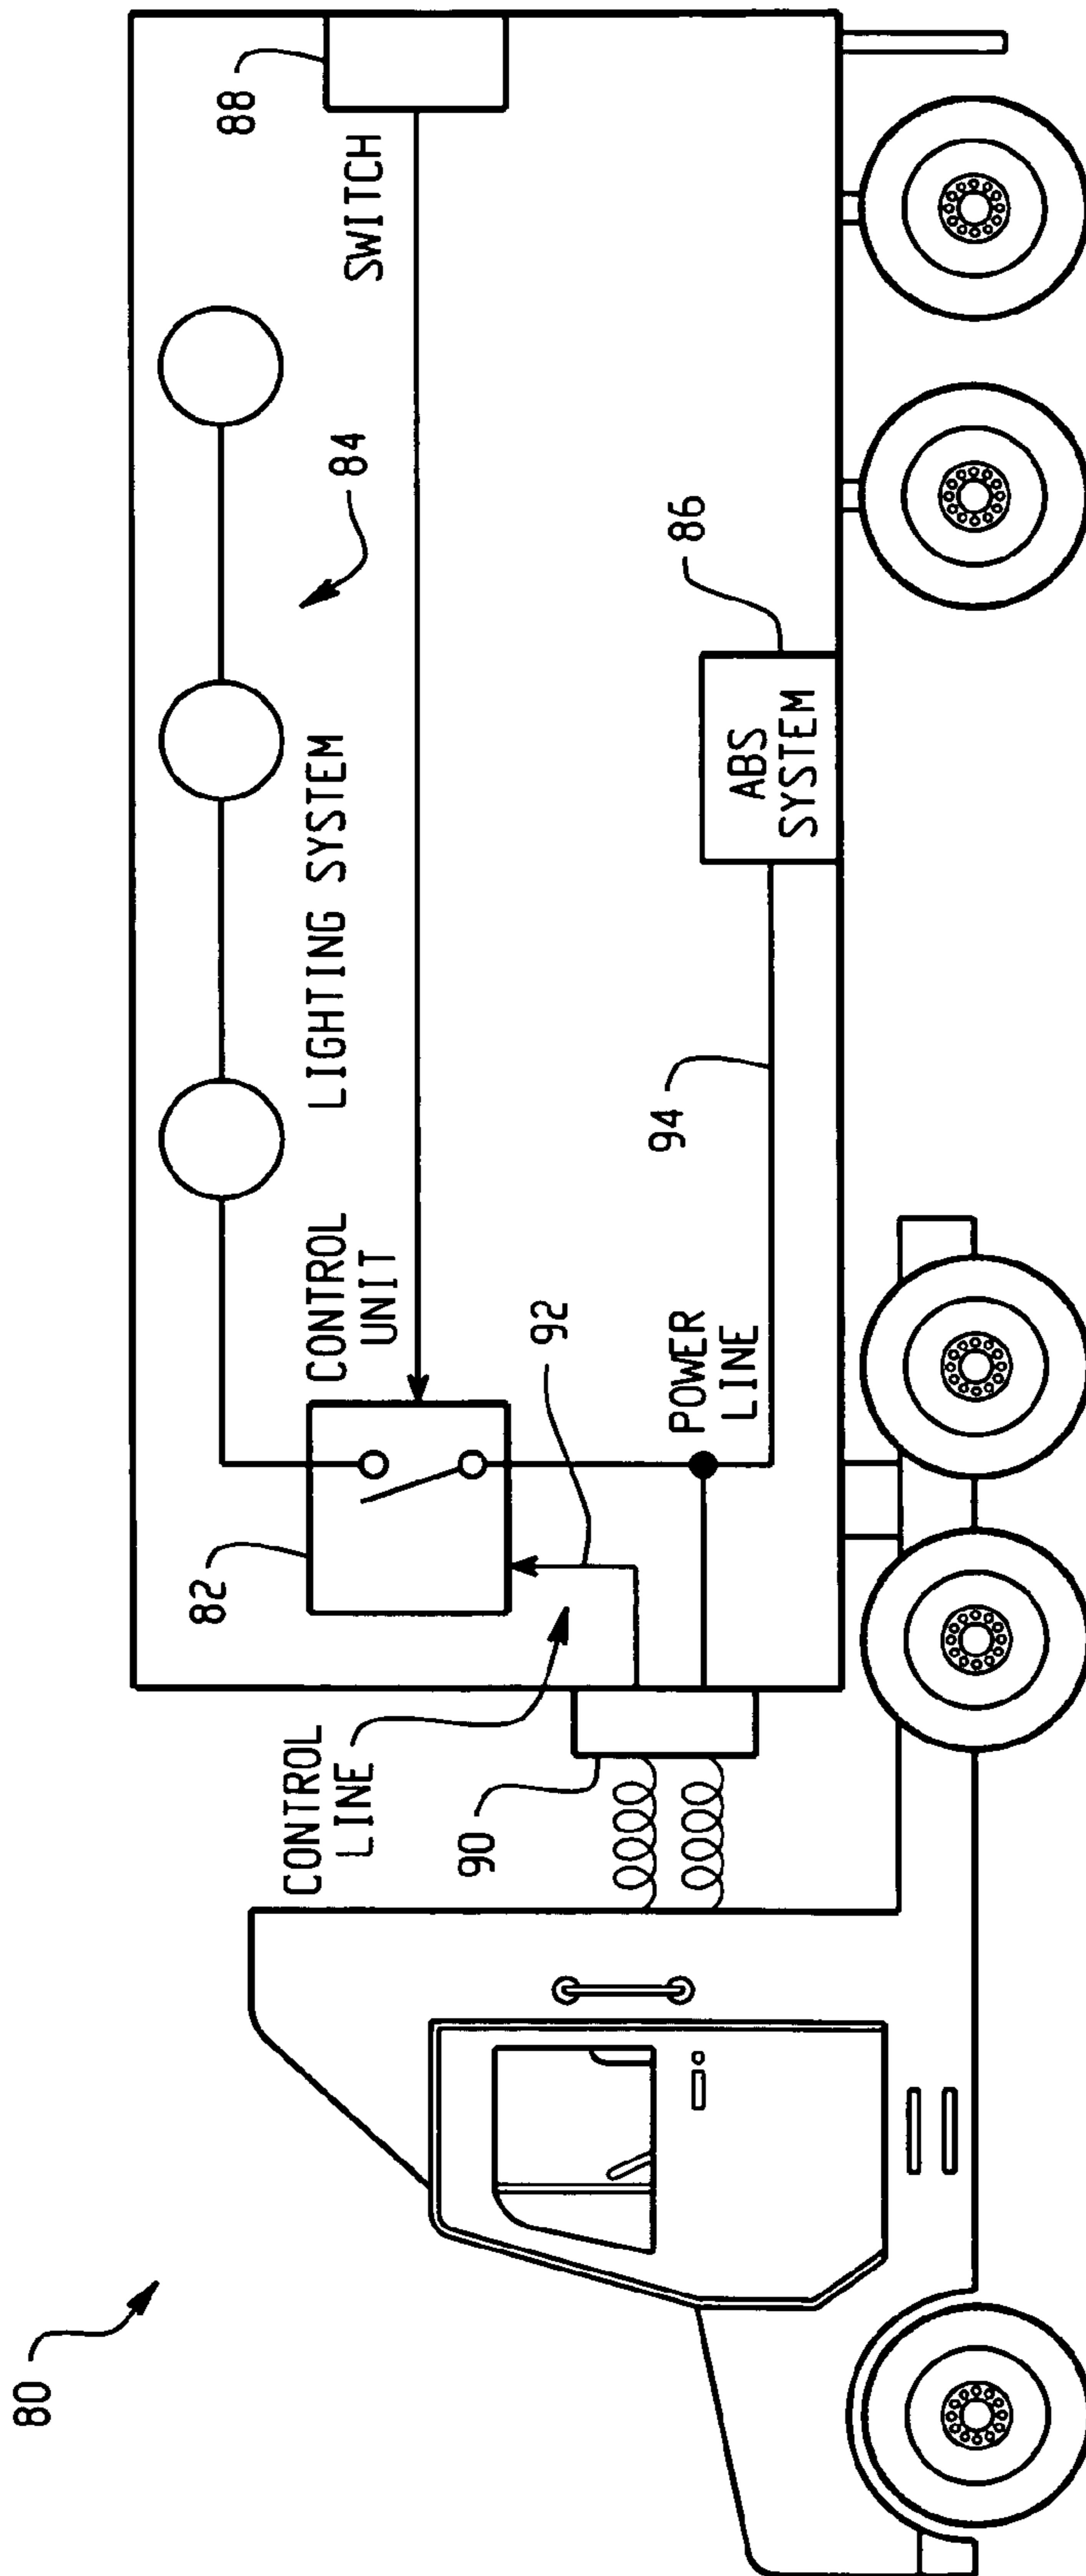 80
82
CONTROL
UNIT
LIGHTING SYSTEM
84
88
SWITCH
CONTROL
LINE
90
92
POWER
LINE
94
86
ABS
SYSTEM